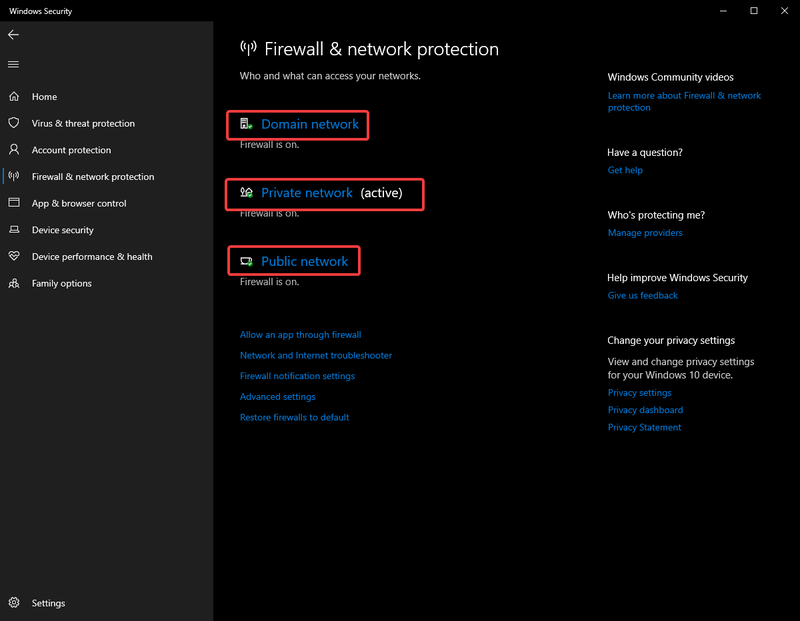 Windows Security
Home
Virus & threat protection
Account protection
Firewall & network protection
App & browser control
Device security
Device performance & health
Family options
Settings
Firewall & network protection
Who and what can access your networks.
Domain network
Firewall is on.
Private network (active)
Firewall is on.
Public network
Firewall is on.
Allow an app through firewall
Network and Internet troubleshooter
Firewall notification settings
Advanced settings
Restore firewalls to default
Windows Community videos
Learn more about Firewall & network
protection
Have a question?
Get help
Who's protecting me?
Manage providers
Help improve Windows Security
Give us feedback
Change your privacy settings
View and change privacy settings
for your Windows 10 device.
Privacy settings
Privacy dashboard
Privacy Statement